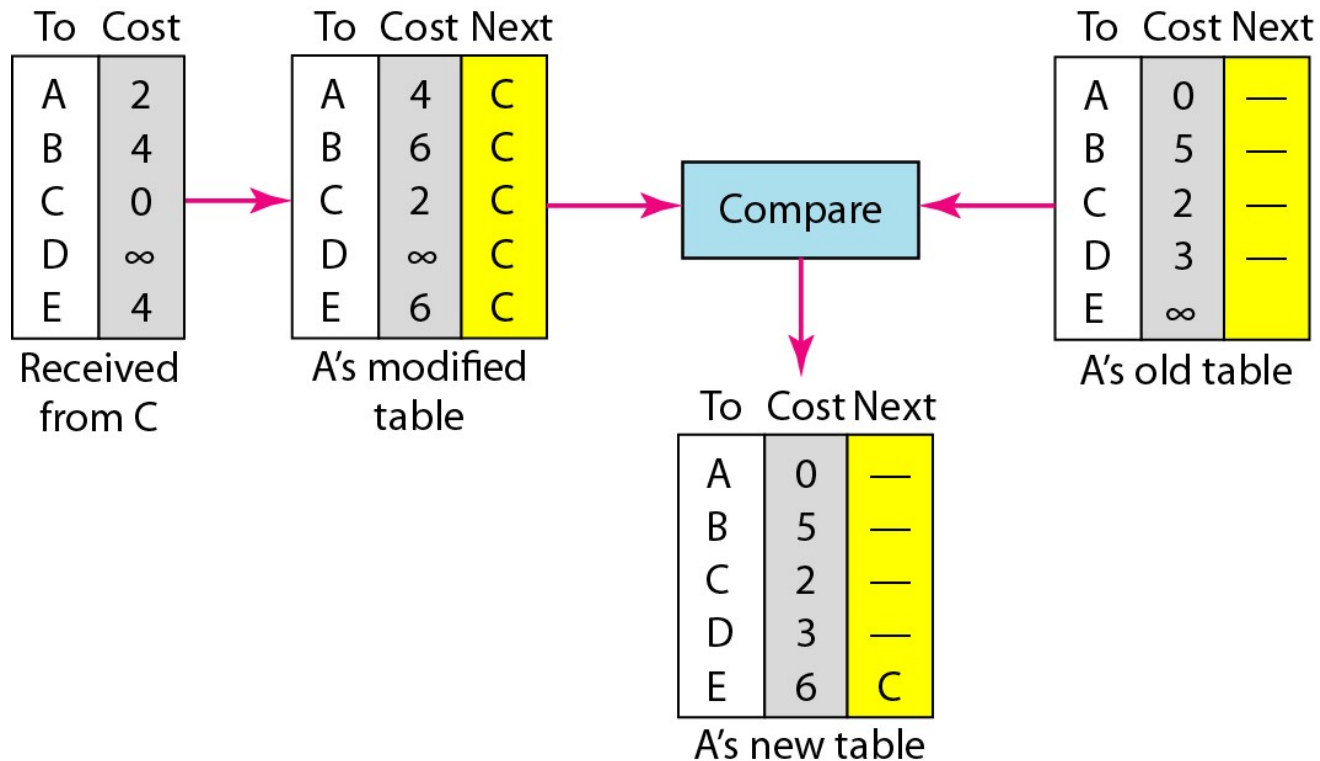 To Cost
A 2
B 4
C 0
D ∞
E 4
Received
from C
To Cost Next
A 4 C
B 6 C
C 2 C
D ∞ C
E 6 C
A's modified
table
Compare
To Cost Next
A 0 —
B 5 —
C 2 —
D 3 —
E ∞
A's old table
To Cost Next
A 0 —
B 5 —
C 2 —
D 3 —
E 6 C
A's new table